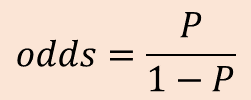 odds = P / (1 − P)